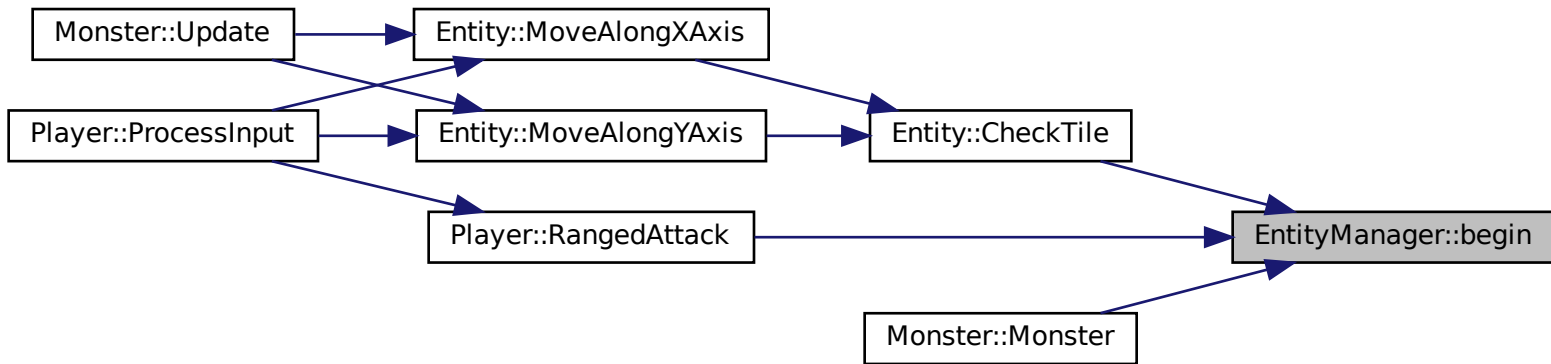 Monster::Update
Entity::MoveAlongXAxis
Player::ProcessInput
Entity::MoveAlongYAxis
Entity::CheckTile
Player::RangedAttack
EntityManager::begin
Monster::Monster